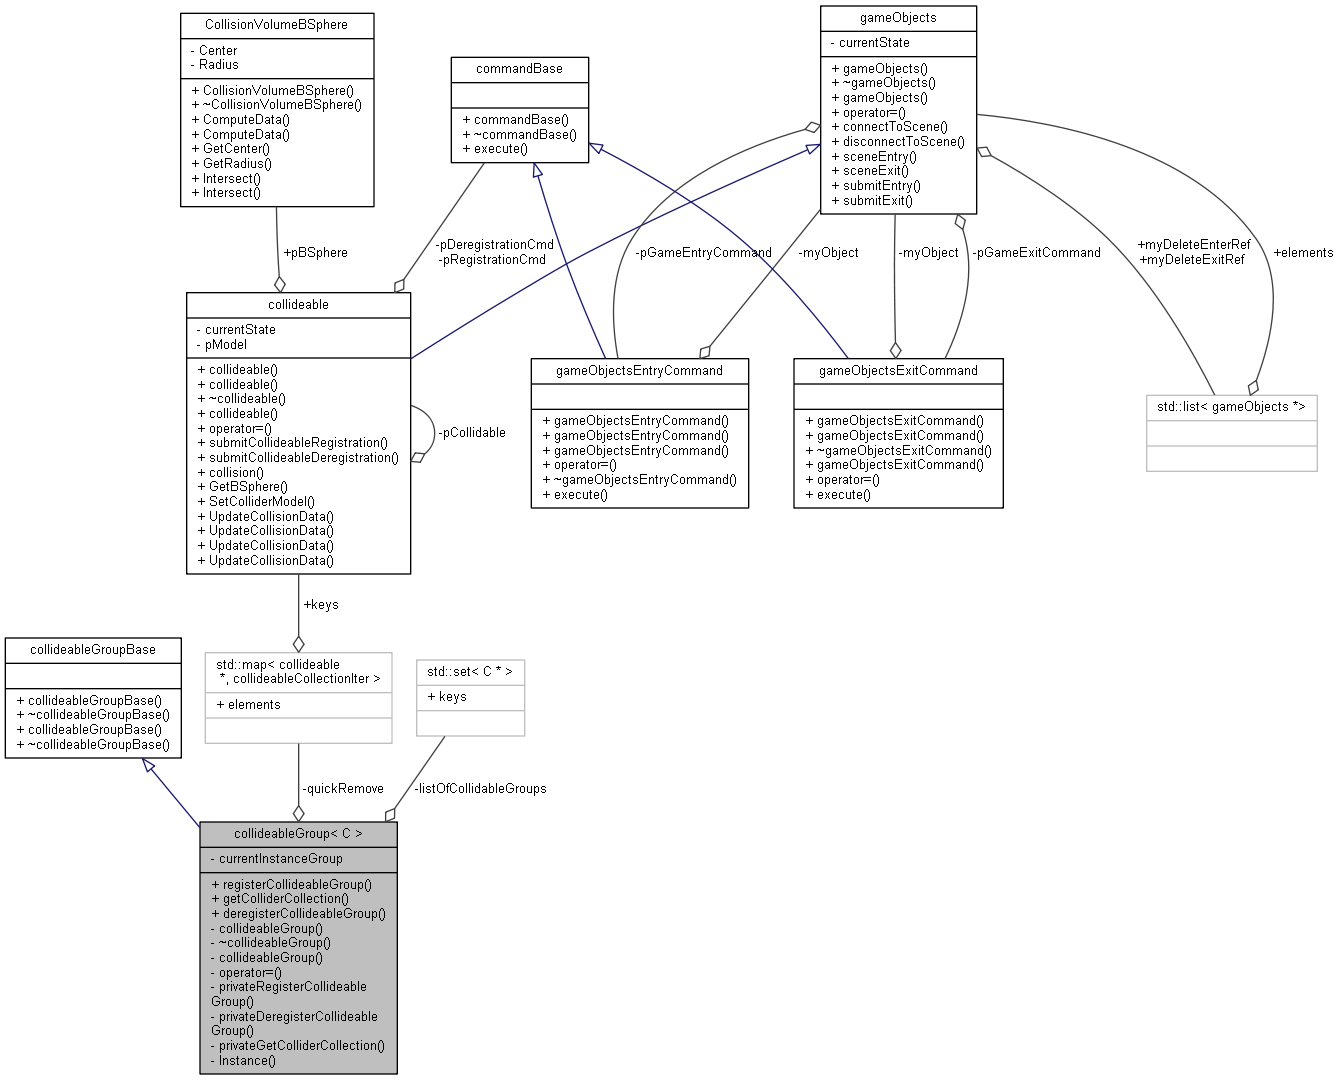 CollisionVolumeBSphere
- Center
- Radius
+ CollisionVolumeBSphere()
+ ~CollisionVolumeBSphere()
+ ComputeData()
+ ComputeData()
+ GetCenter()
+ GetRadius()
+ Intersect()
+ Intersect()
commandBase
+ commandBase()
+ ~commandBase()
+ execute()
gameObjects
- currentState
+ gameObjects()
+ ~gameObjects()
+ gameObjects()
+ operator=()
+ connectToScene()
+ disconnectToScene()
+ sceneEntry()
+ sceneExit()
+ submitEntry()
+ submitExit()
+pBSphere
-pDeregistrationCmd
-pRegistrationCmd
-pGameEntryCommand
-myObject
-myObject
-pGameExitCommand
+myDeleteEnterRef
+myDeleteExitRef
+elements
collideable
- currentState
- pModel
+ collideable()
+ collideable()
+ ~collideable()
+ collideable()
+ operator=()
+ submitCollideableRegistration()
+ submitCollideableDeregistration()
+ collision()
+ GetBSphere()
+ SetColliderModel()
+ UpdateCollisionData()
+ UpdateCollisionData()
+ UpdateCollisionData()
+ UpdateCollisionData()
-pCollidable
gameObjectsEntryCommand
+ gameObjectsEntryCommand()
+ gameObjectsEntryCommand()
+ gameObjectsEntryCommand()
+ operator=()
+ ~gameObjectsEntryCommand()
+ execute()
gameObjectsExitCommand
+ gameObjectsExitCommand()
+ gameObjectsExitCommand()
+ ~gameObjectsExitCommand()
+ gameObjectsExitCommand()
+ operator=()
+ execute()
std::list< gameObjects *>
+keys
collideableGroupBase
+ collideableGroupBase()
+ ~collideableGroupBase()
+ collideableGroupBase()
+ ~collideableGroupBase()
std::map< collideable
*, collideableCollectionIter >
+ elements
std::set< C * >
+ keys
-quickRemove
-listOfCollidableGroups
collideableGroup< C >
- currentInstanceGroup
+ registerCollideableGroup()
+ getColliderCollection()
+ deregisterCollideableGroup()
- collideableGroup()
- ~collideableGroup()
- collideableGroup()
- operator=()
- privateRegisterCollideable
Group()
- privateDeregisterCollideable
Group()
- privateGetColliderCollection()
- Instance()